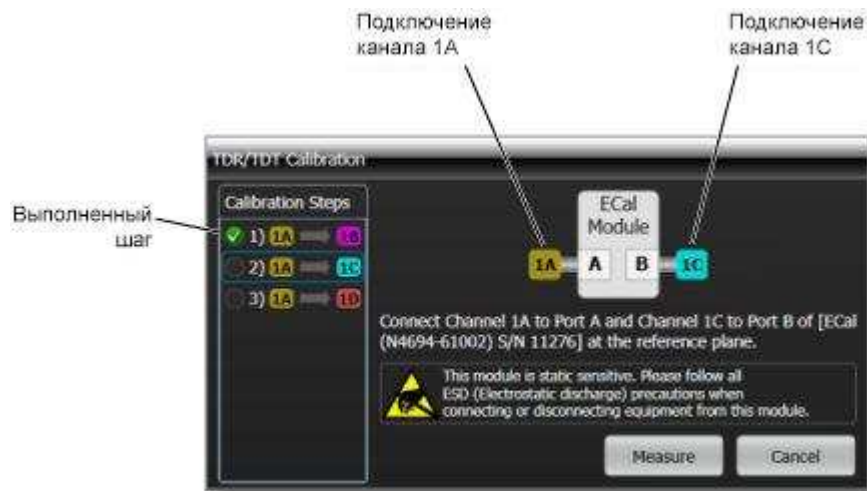 Подключение
канала 1A
Подключение
канала 1C
Выполненный
шаг
TDR/TDT Calibration
Calibration Steps
1) 1A 1B
2) 1A 1C
3) 1A 1D
ECal
Module
1A A B 1C
Connect Channel 1A to Port A and Channel 1C to Port B of [ECal
(N4694-61002) S/N 11276] at the reference plane.
This module is static sensitive. Please follow all
ESD (Electrostatic discharge) precautions when
connecting or disconnecting equipment from this module.
Measure
Cancel